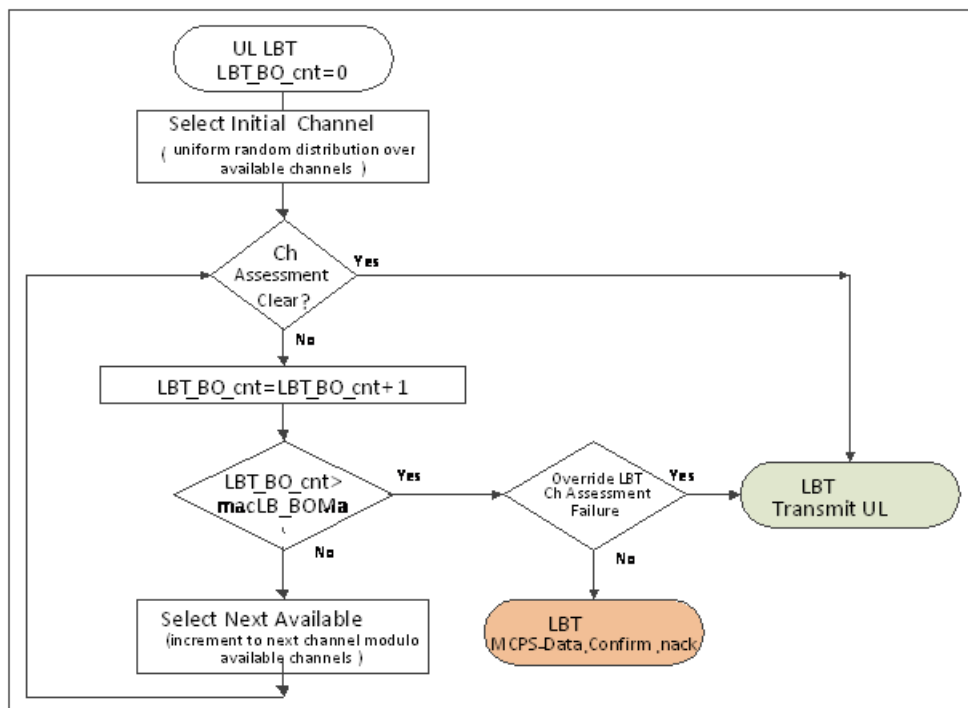 UL LBT
LBT_BO_cnt=0
Select Initial Channel
( uniform random distribution over
available channels )
Ch
Assessment
Clear?
Yes
No
LBT_BO_cnt=LBT_BO_cnt+1
LBT_BO_cnt>
macLB_BOMa
Yes
No
Override LBT
Ch Assessment
Failure
Yes
No
LBT
Transmit UL
Select Next Available
(increment to next channel modulo
available channels )
LBT
MCPS-Data,Confirm ,nack